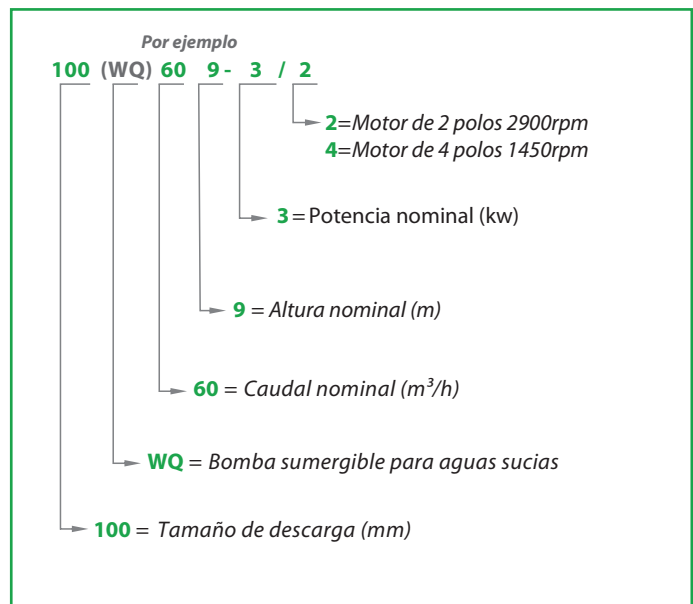 Por ejemplo
100 (WQ) 60 9 - 3 / 2
2=Motor de 2 polos 2900rpm
4=Motor de 4 polos 1450rpm
3=Potencia nominal (kw)
9 = Altura nominal (m)
60 = Caudal nominal (m³/h)
WQ = Bomba sumergible para aguas sucias
100 = Tamaño de descarga (mm)